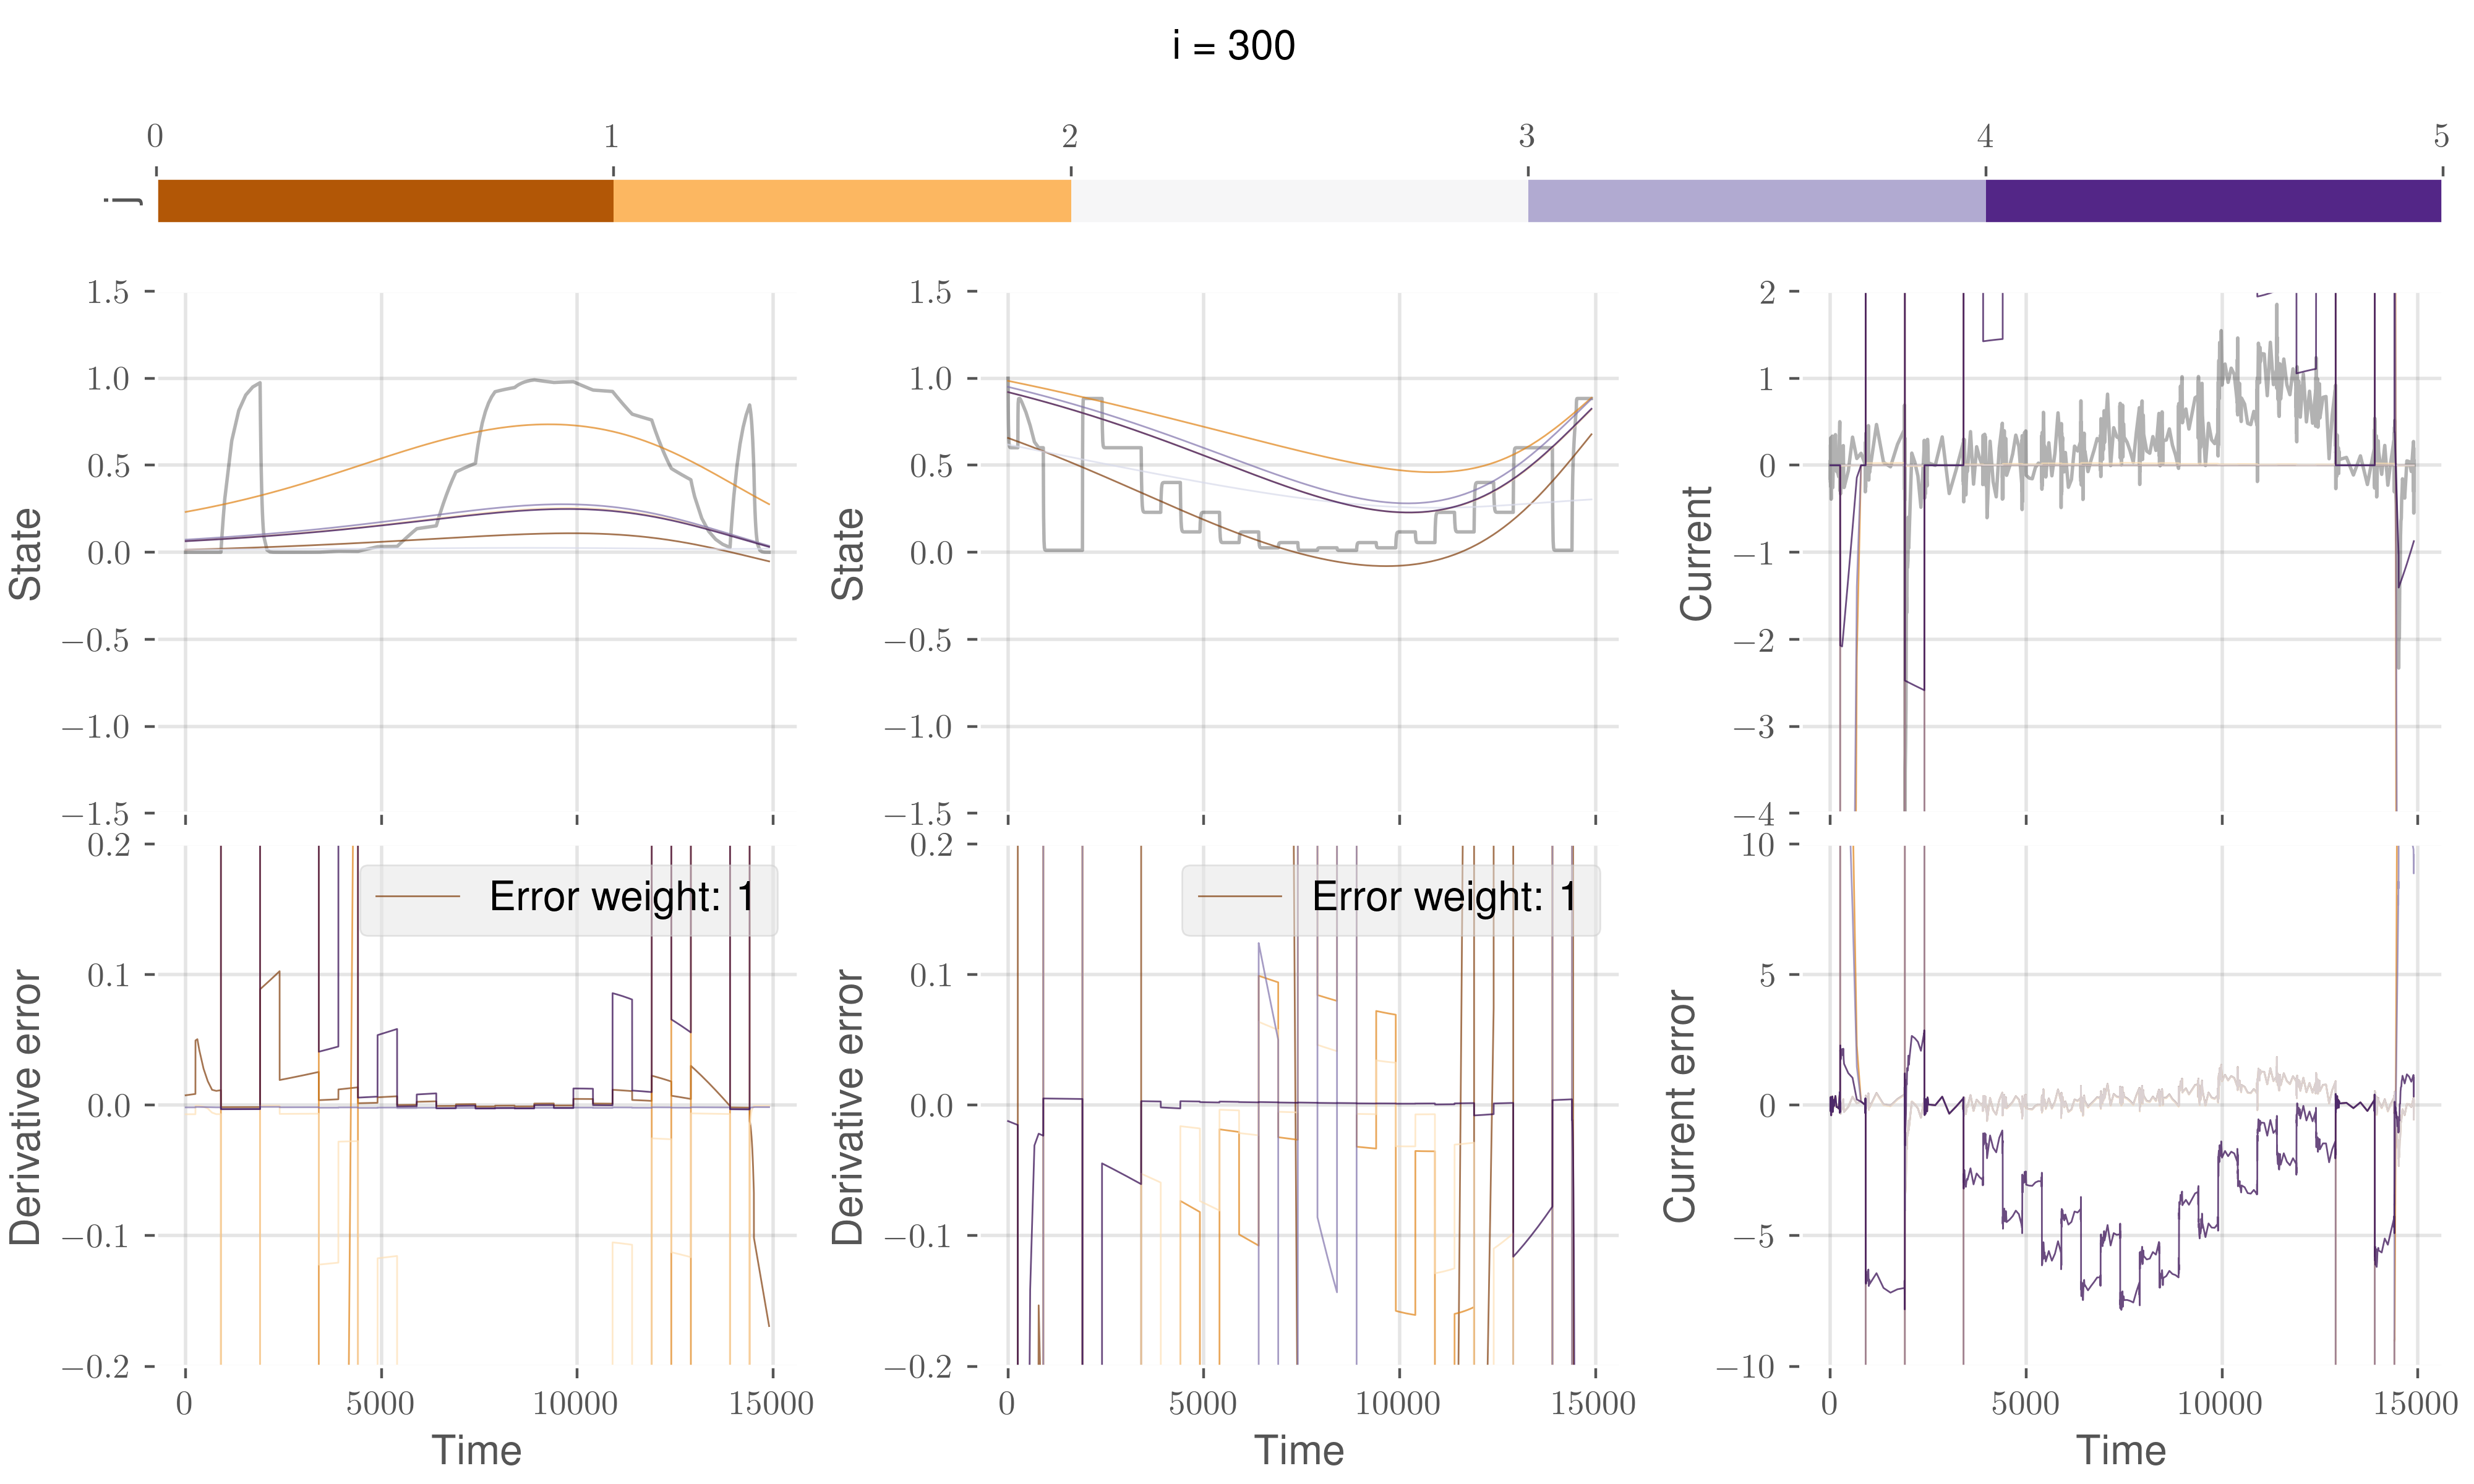 i = 300
0 1 2 3 4 5
j
1.5 1.5 2
1.0 1.0 1
0.5 0.5 0
0.0 0.0 −1
−0.5 −0.5 −2
−1.0 −1.0 −3
−1.5 −1.5 −4
State State Current
0.2 0.2 10
Error weight: 1 Error weight: 1
0.1 0.1 5
0.0 0.0 0
−0.1 −0.1 −5
−0.2 −0.2 −10
Derivative error Derivative error Current error
0 5000 10000 15000 0 5000 10000 15000 0 5000 10000 15000
Time Time Time